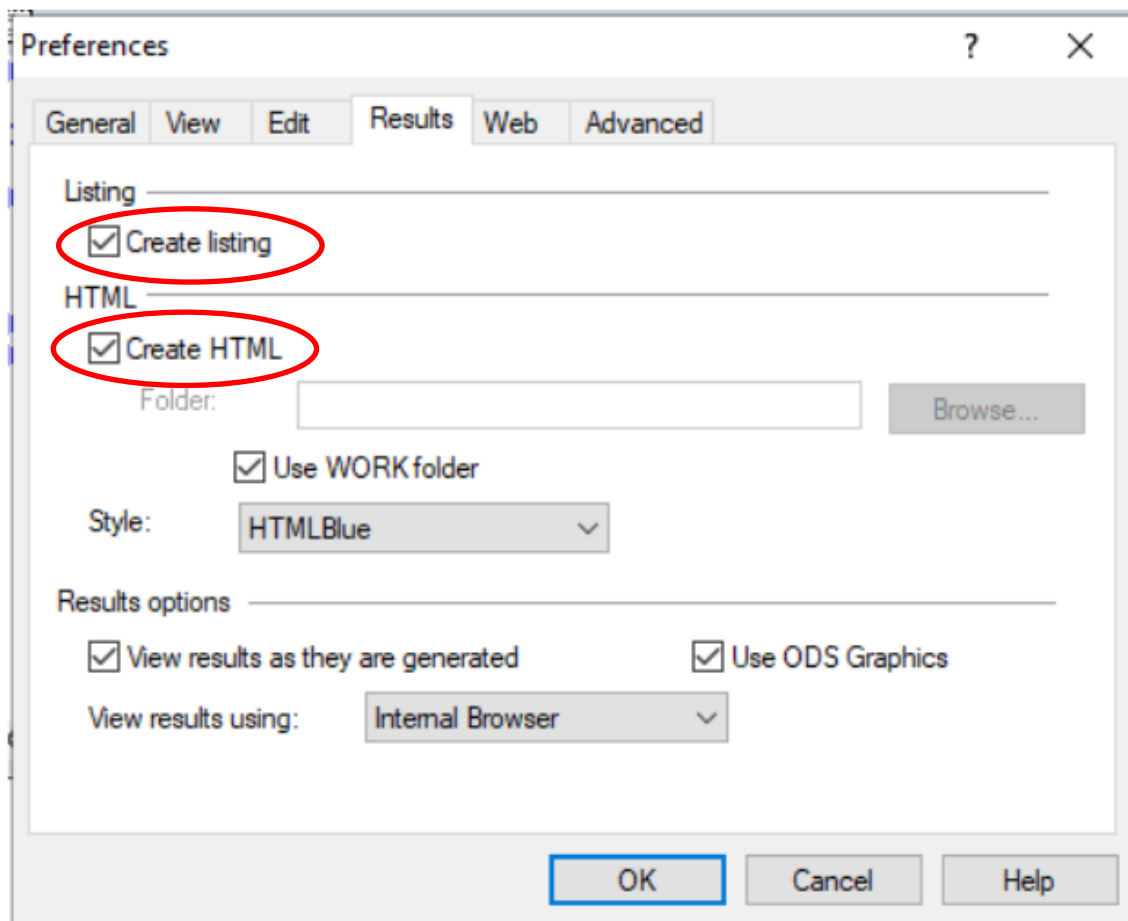 Preferences ?
General View Edit Results Web Advanced
Listing
Create listing
HTML
Create HTML
Folder: Browse...
Use WORK folder
Style: HTMLBlue
Results options
View results as they are generated Use ODS Graphics
View results using: Internal Browser
OK Cancel Help